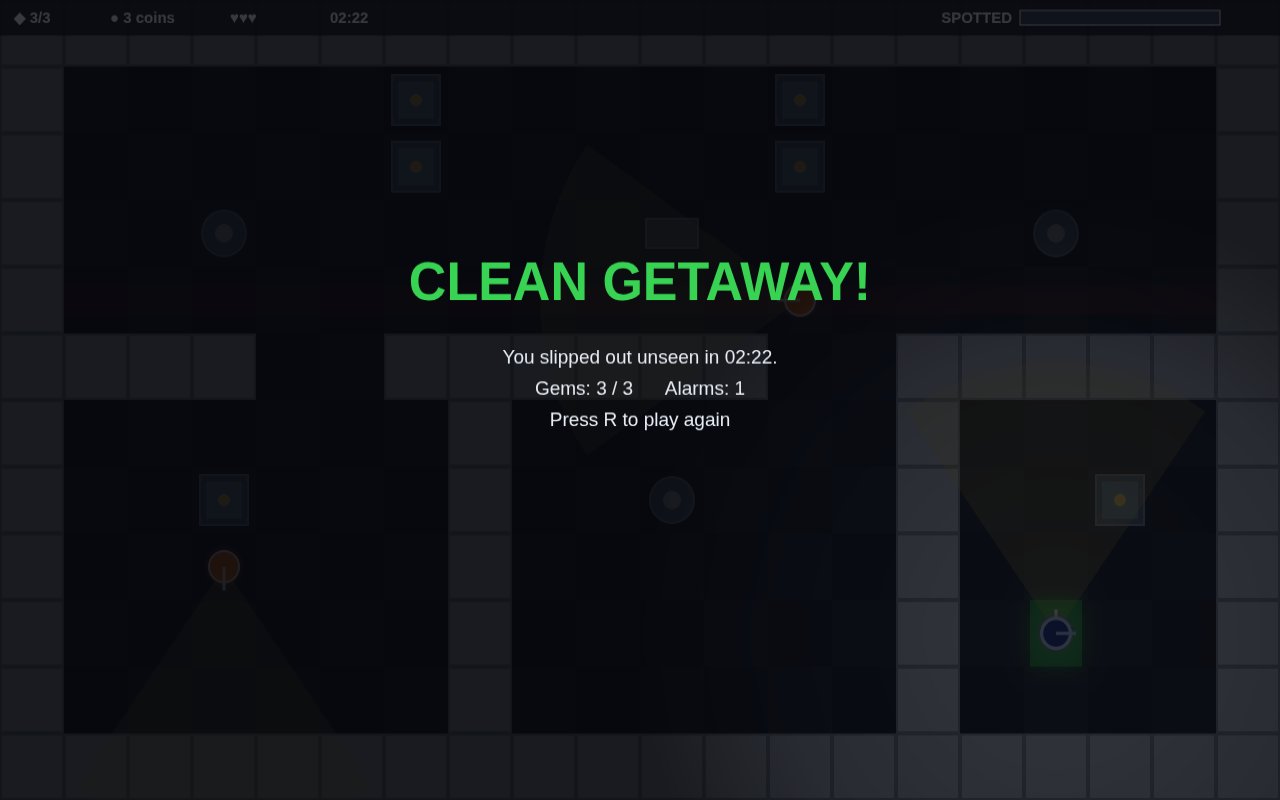 ◆ 3/3 ● 3 coins ♥♥♥ 02:22 SPOTTED
CLEAN GETAWAY!
You slipped out unseen in 02:22.
Gems: 3 / 3 Alarms: 1
Press R to play again